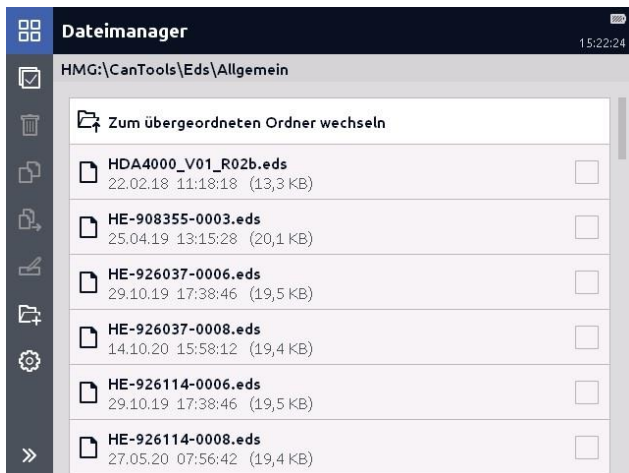 Dateimanager
15:22:24
HMG:\CanTools\Eds\Allgemein
Zum übergeordneten Ordner wechseln
HDA4000_V01_R02b.eds
22.02.18 11:18:18 (13,3 KB)
HE-908355-0003.eds
25.04.19 13:15:28 (20,1 KB)
HE-926037-0006.eds
29.10.19 17:38:46 (19,5 KB)
HE-926037-0008.eds
14.10.20 15:58:12 (19,4 KB)
HE-926114-0006.eds
29.10.19 17:38:46 (19,5 KB)
HE-926114-0008.eds
27.05.20 07:56:42 (19,4 KB)